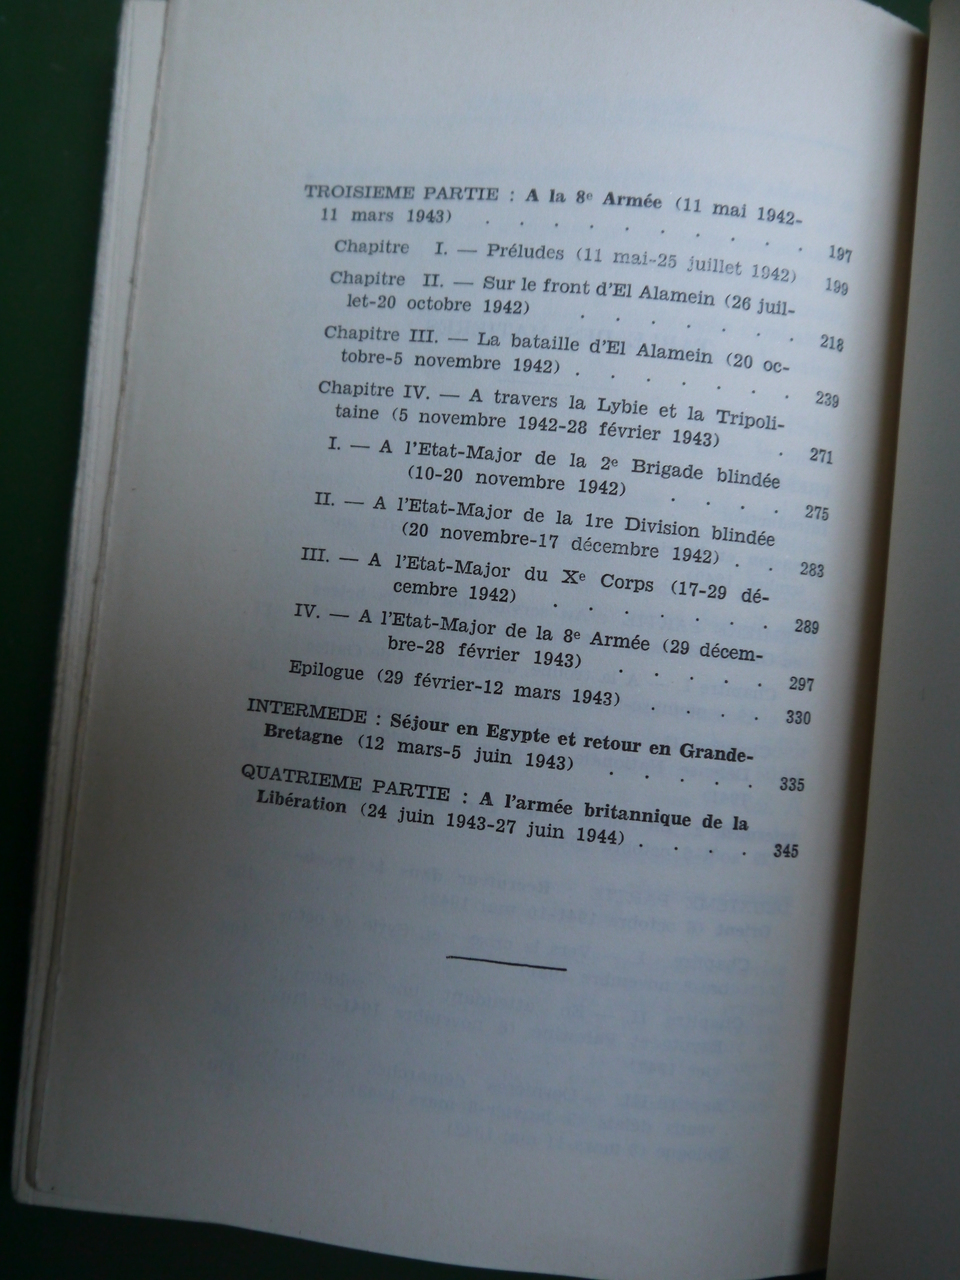 TROISIEME PARTIE : A la 8e Armée (11 mai 1942-
11 mars 1943) . . . . . . . . . . 197
Chapitre I. — Préludes (11 mai-25 juillet 1942) 199
Chapitre II. — Sur le front d'El Alamein (26 juil-
let-20 octobre 1942) . . . . . . . 218
Chapitre III. — La bataille d'El Alamein (20 oc-
tobre-5 novembre 1942) . . . . . . . 239
Chapitre IV. — A travers la Lybie et la Tripoli-
taine (5 novembre 1942-28 février 1943) . 271
I. — A l'Etat-Major de la 2e Brigade blindée
(10-20 novembre 1942) . . . . 275
II. — A l'Etat-Major de la 1re Division blindée
(20 novembre-17 décembre 1942) . . 283
III. — A l'Etat-Major du Xe Corps (17-29 dé-
cembre 1942) . . . . . . . 289
IV. — A l'Etat-Major de la 8e Armée (29 décem-
bre-28 février 1943) . . . . . 297
Epilogue (29 février-12 mars 1943) . . . . 330
INTERMEDE : Séjour en Egypte et retour en Grande-
Bretagne (12 mars-5 juin 1943) . . . . . 335
QUATRIEME PARTIE : A l'armée britannique de la
Libération (24 juin 1943-27 juin 1944) . . . . 345